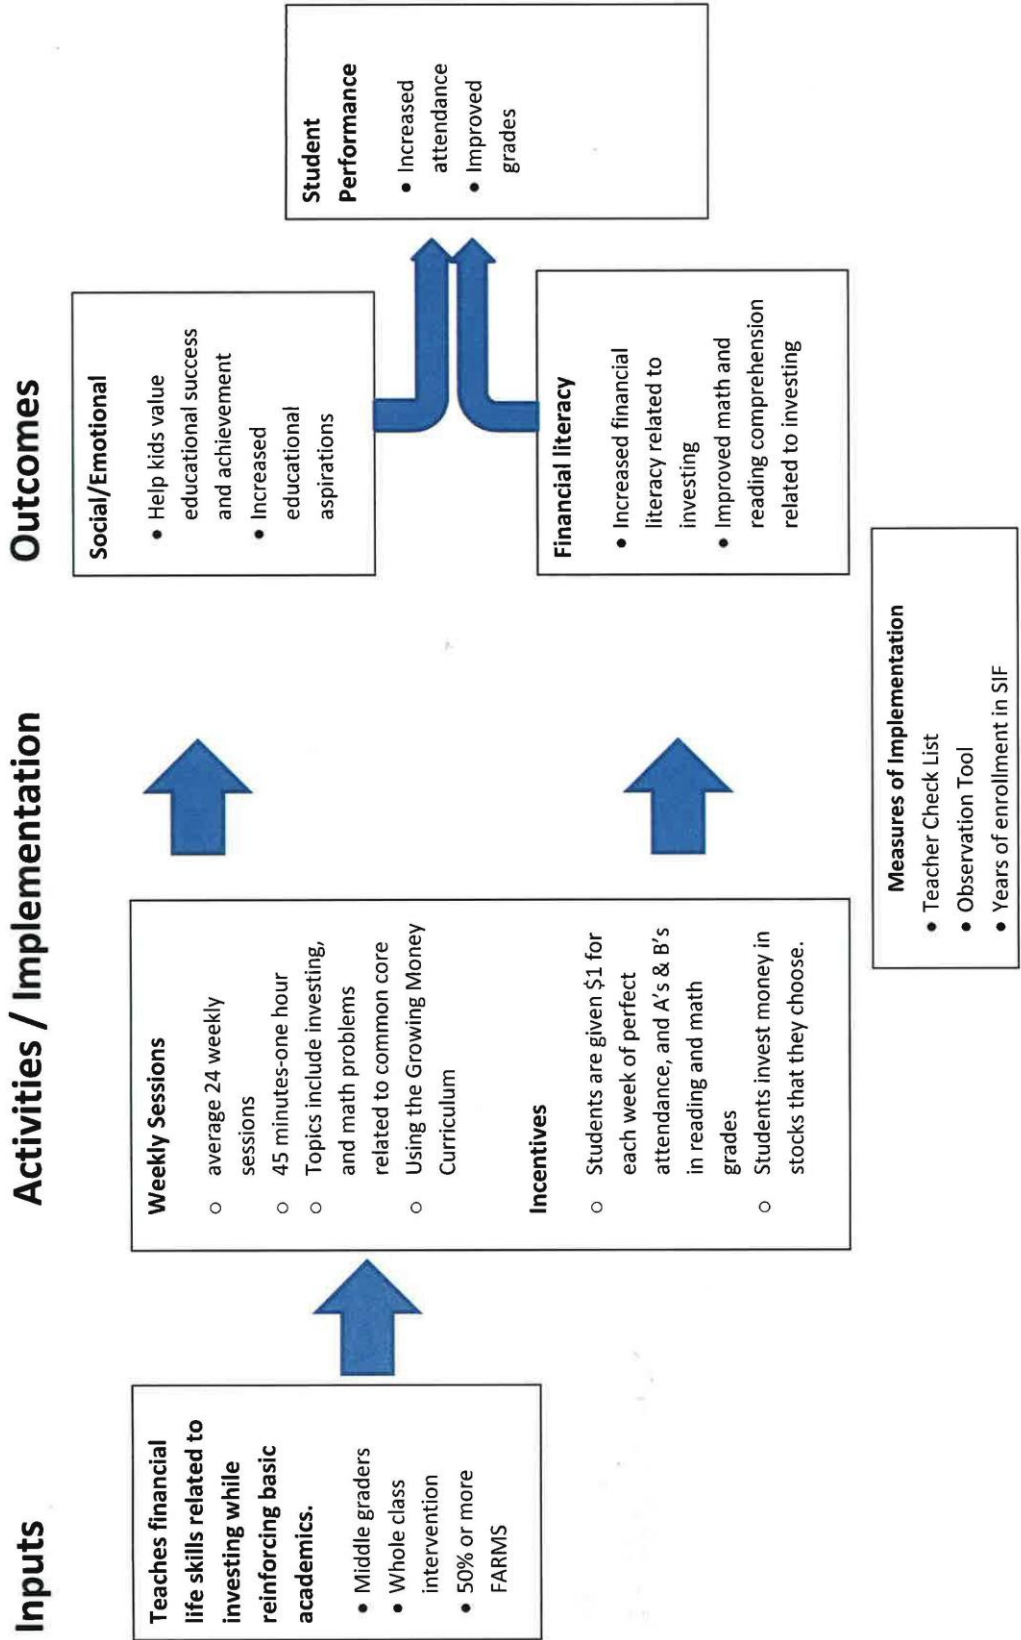 Inputs
Activities / Implementation
Outcomes
Teaches financial
life skills related to
investing while
reinforcing basic
academics.
• Middle graders
• Whole class
intervention
• 50% or more
FARMS
Weekly Sessions
○ average 24 weekly
sessions
○ 45 minutes-one hour
○ Topics include investing,
and math problems
related to common core
○ Using the Growing Money
Curriculum
Incentives
○ Students are given $1 for
each week of perfect
attendance, and A's & B's
in reading and math
grades
○ Students invest money in
stocks that they choose.
Social/Emotional
• Help kids value
educational success
and achievement
• Increased
educational
aspirations
Financial literacy
• Increased financial
literacy related to
investing
• Improved math and
reading comprehension
related to investing
Student
Performance
• Increased
attendance
• Improved
grades
Measures of Implementation
• Teacher Check List
• Observation Tool
• Years of enrollment in SIF